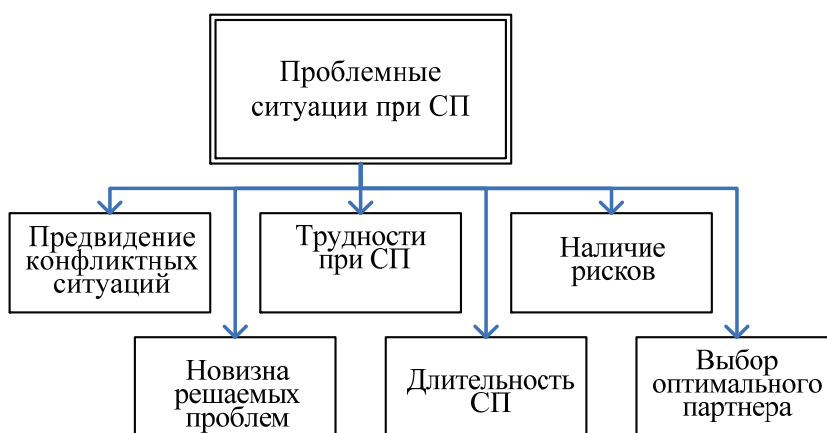 Проблемные
ситуации при СП
Предвидение
конфликтных
ситуаций
Трудности
при СП
Наличие
рисков
Новизна
решаемых
проблем
Длительность
СП
Выбор
оптимального
партнера